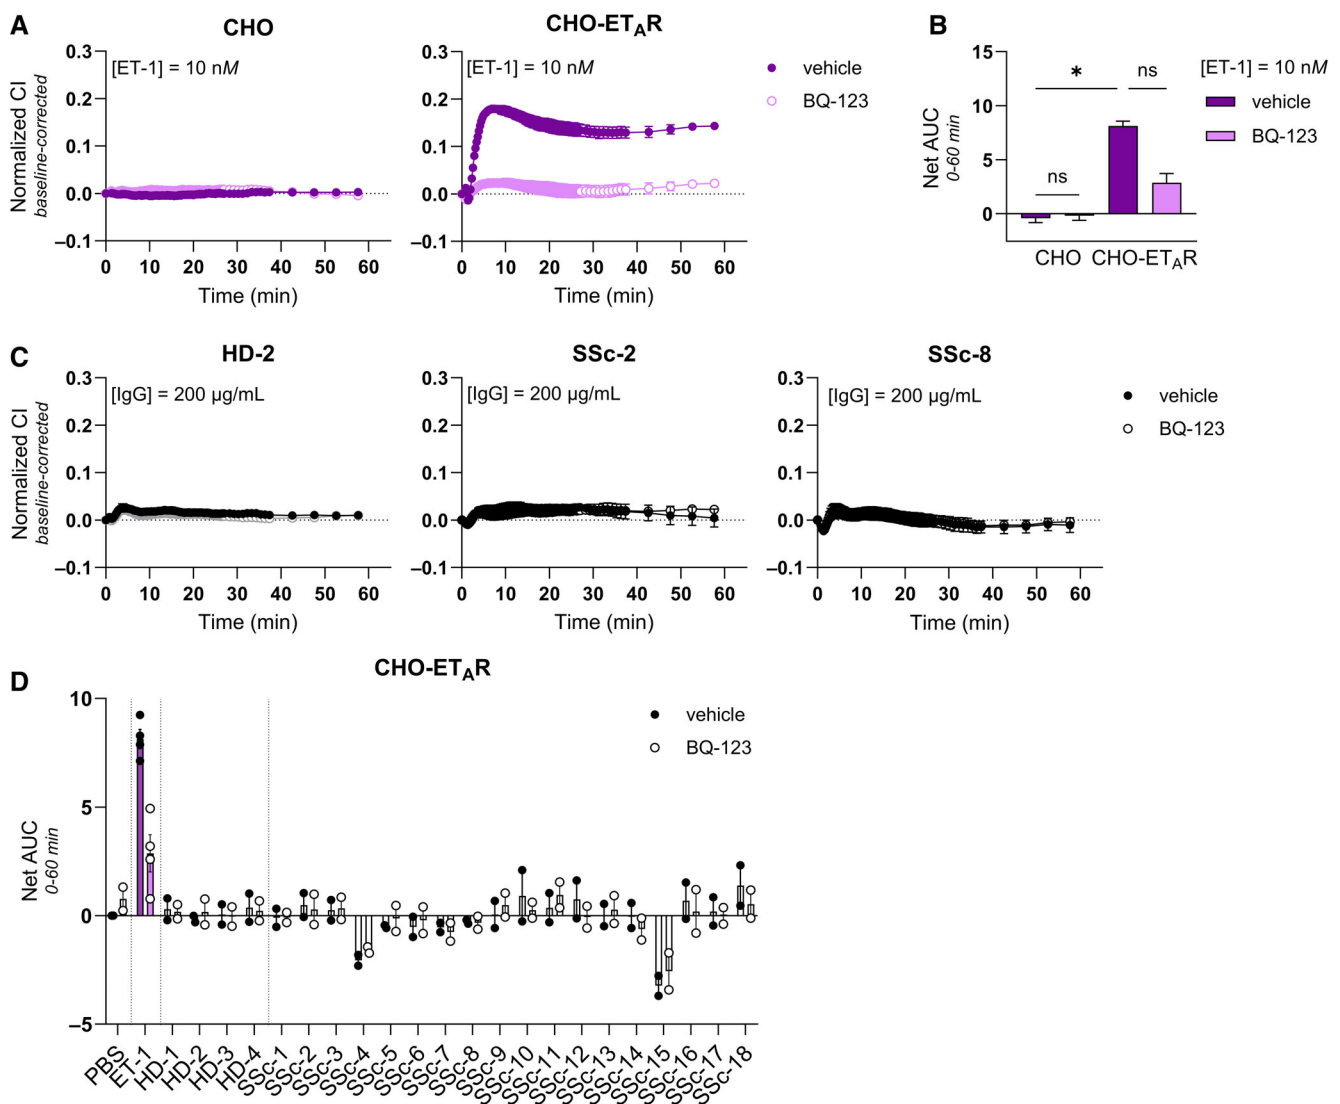 A
CHO
CHO-ETAR
B
Normalized CI
baseline-corrected
0.3
0.2
0.1
0.0
–0.1
[ET-1] = 10 nM
0 10 20 30 40 50 60
Time (min)
0.3
0.2
0.1
0.0
–0.1
[ET-1] = 10 nM
0 10 20 30 40 50 60
Time (min)
vehicle
BQ-123
Net AUC
0-60 min
15
10
5
0
*
ns
ns
CHO CHO-ETAR
[ET-1] = 10 nM
vehicle
BQ-123
C
HD-2
SSc-2
SSc-8
Normalized CI
baseline-corrected
0.3
0.2
0.1
0.0
–0.1
[IgG] = 200 µg/mL
0 10 20 30 40 50 60
Time (min)
0.3
0.2
0.1
0.0
–0.1
[IgG] = 200 µg/mL
0 10 20 30 40 50 60
Time (min)
0.3
0.2
0.1
0.0
–0.1
[IgG] = 200 µg/mL
0 10 20 30 40 50 60
Time (min)
vehicle
BQ-123
D
CHO-ETAR
Net AUC
0-60 min
10
5
0
–5
vehicle
BQ-123
PBS
ET-1
HD-1
HD-2
HD-3
HD-4
SSc-1
SSc-2
SSc-3
SSc-4
SSc-5
SSc-6
SSc-7
SSc-8
SSc-9
SSc-10
SSc-11
SSc-12
SSc-13
SSc-14
SSc-15
SSc-16
SSc-17
SSc-18